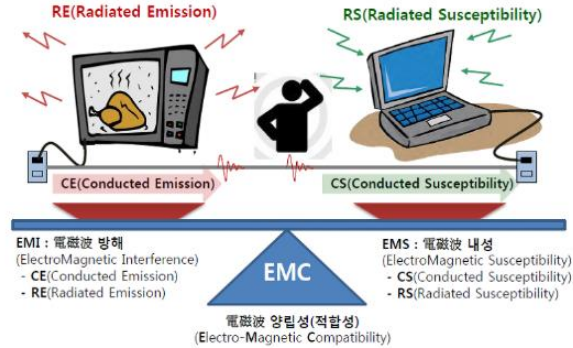 RE(Radiated Emission)
RS(Radiated Susceptibility)
CE(Conducted Emission)
CS(Conducted Susceptibility)
EMI : 電磁波 방해
(ElectroMagnetic Interference)
- CE(Conducted Emission)
- RE(Radiated Emission)
EMC
EMS : 電磁波 내성
(ElectroMagnetic Susceptibility)
- CS(Conducted Susceptibility)
- RS(Radiated Susceptibility)
電磁波 양립성(적합성)
(Electro-Magnetic Compatibility)